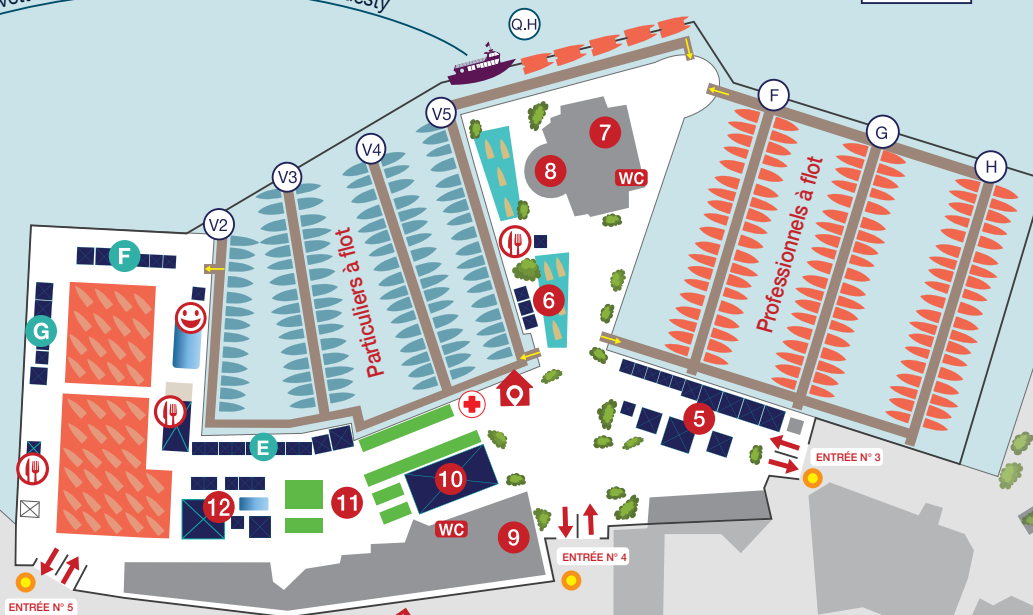 esty
Q.H
V5
F
7
G
V4
H
8
WC
V3
V2
Particuliers à flot
Professionnels à flot
F
6
G
5
E
ENTRÉE N° 3
10
11
12
WC
9
ENTRÉE N° 4
ENTRÉE N° 5